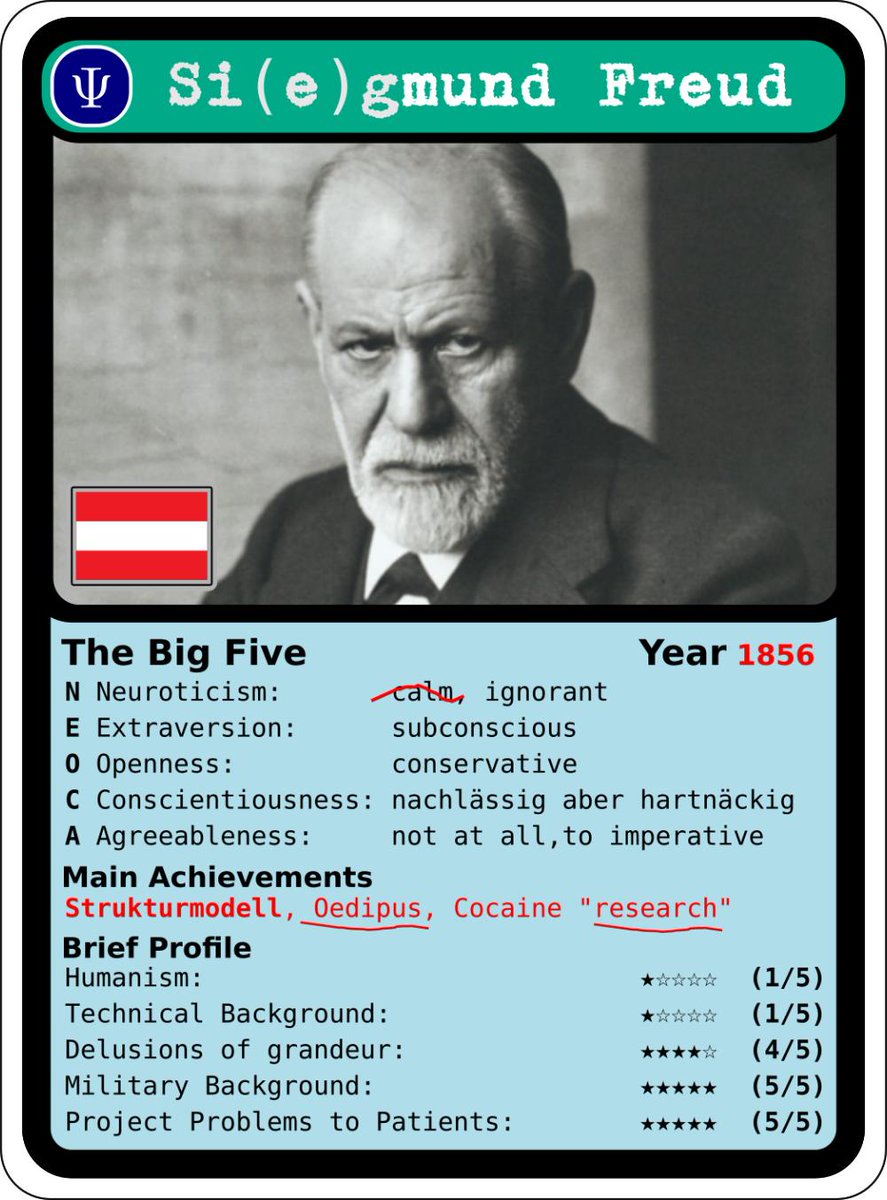 Ψ Si(e)gmund Freud
The Big Five Year 1856
N Neuroticism: calm, ignorant
E Extraversion: subconscious
O Openness: conservative
C Conscientiousness: nachlässig aber hartnäckig
A Agreeableness: not at all,to imperative
Main Achievements
Strukturmodell, Oedipus, Cocaine "research"
Brief Profile
Humanism: ★☆☆☆☆ (1/5)
Technical Background: ★☆☆☆☆ (1/5)
Delusions of grandeur: ★★★★☆ (4/5)
Military Background: ★★★★★ (5/5)
Project Problems to Patients: ★★★★★ (5/5)